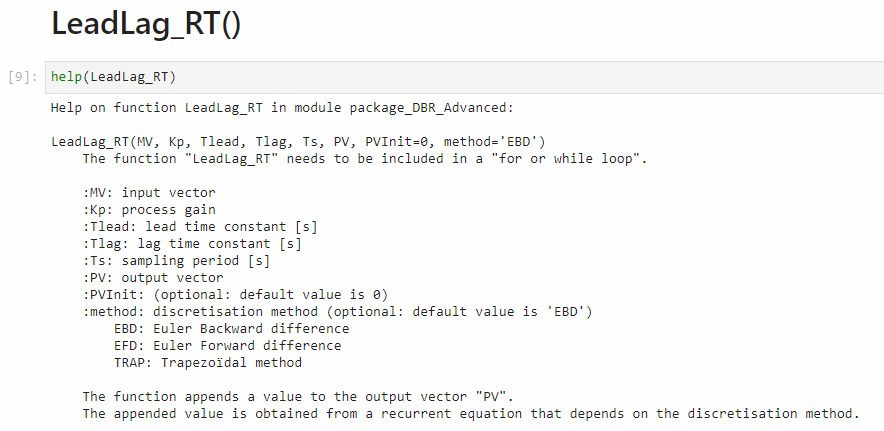 LeadLag_RT()
[9]: help(LeadLag_RT)
Help on function LeadLag_RT in module package_DBR_Advanced:
LeadLag_RT(MV, Kp, Tlead, Tlag, Ts, PV, PVInit=0, method='EBD')
The function "LeadLag_RT" needs to be included in a "for or while loop".
:MV: input vector
:Kp: process gain
:Tlead: lead time constant [s]
:Tlag: lag time constant [s]
:Ts: sampling period [s]
:PV: output vector
:PVInit: (optional: default value is 0)
:method: discretisation method (optional: default value is 'EBD')
EBD: Euler Backward difference
EFD: Euler Forward difference
TRAP: Trapezoïdal method
The function appends a value to the output vector "PV".
The appended value is obtained from a recurrent equation that depends on the discretisation method.